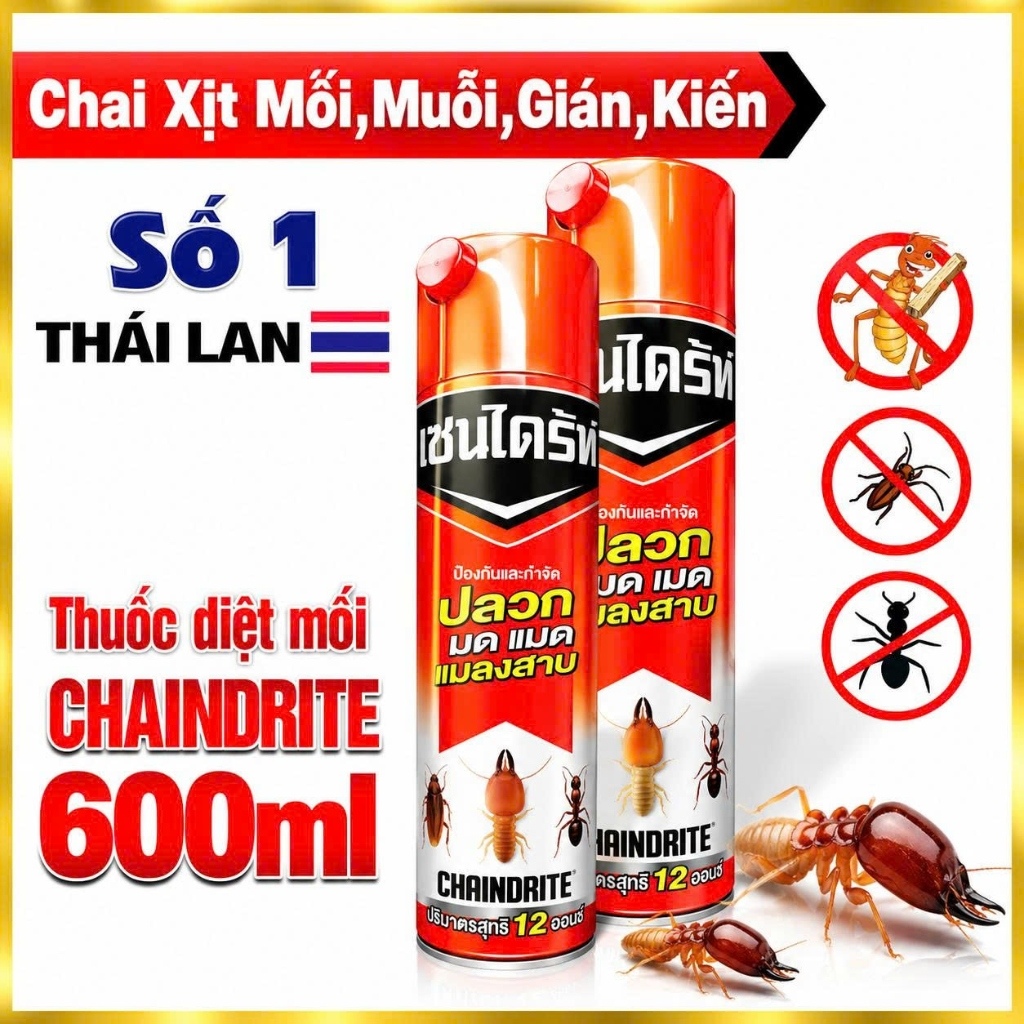 Chai Xịt Mối,Muỗi,Gián,Kiến
Số 1
THÁI LAN
Thuốc diệt mối
CHAINDRITE
600ml
เชนไดร้ท์
ป้องกันและกำจัด
ปลวก
มด แมด
แมลงสาบ
CHAINDRITE
ปริมาตรสุทธิ 12 ออนซ์
นไดร้ท์
องกันและกำจัด
ปลวก
มด เมด
แมลงสาบ
HAINDRITE
ตรสุทธิ 12 ออนซ์